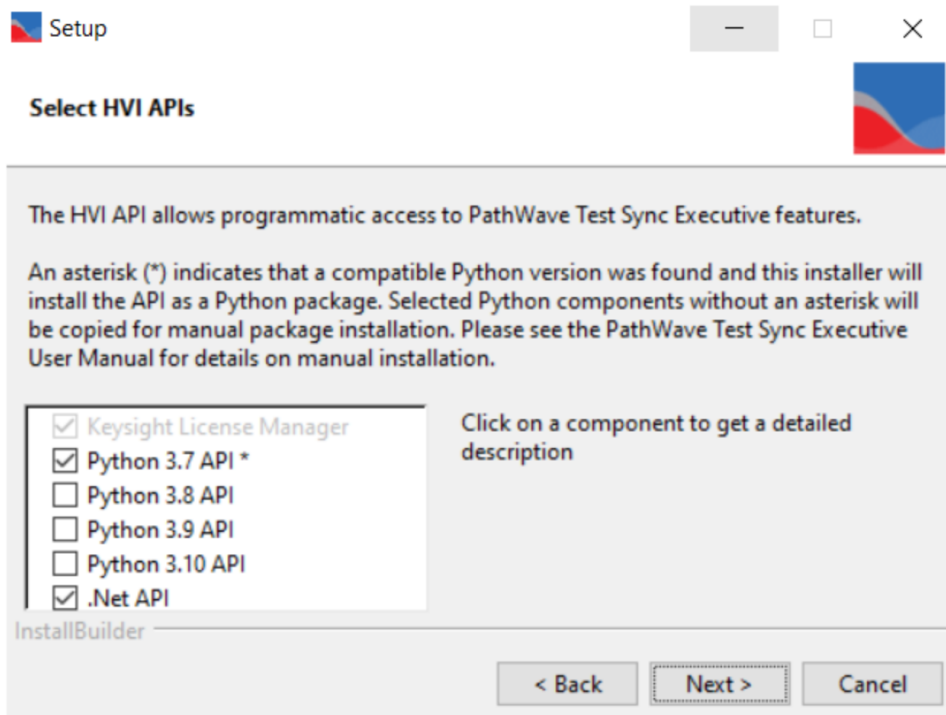 Setup
Select HVI APIs
The HVI API allows programmatic access to PathWave Test Sync Executive features.
An asterisk (*) indicates that a compatible Python version was found and this installer will
install the API as a Python package. Selected Python components without an asterisk will
be copied for manual package installation. Please see the PathWave Test Sync Executive
User Manual for details on manual installation.
Keysight License Manager
Python 3.7 API *
Python 3.8 API
Python 3.9 API
Python 3.10 API
.Net API
Click on a component to get a detailed
description
InstallBuilder
< Back
Next >
Cancel